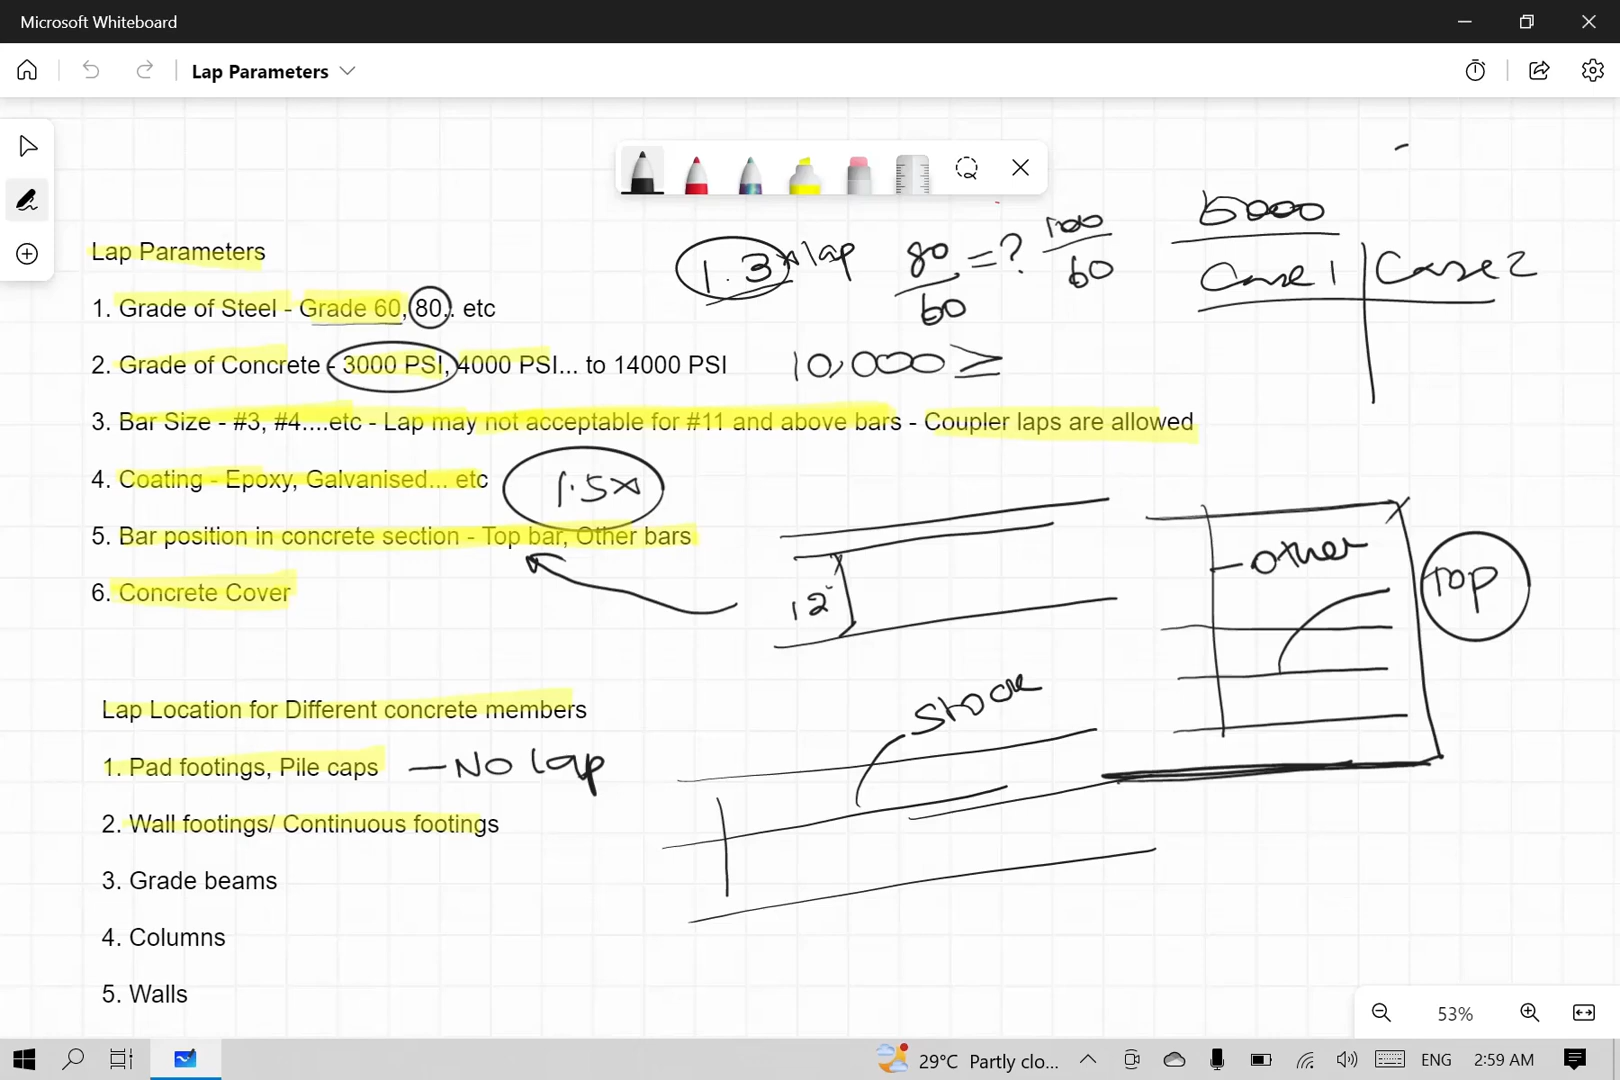 Microsoft Whiteboard
Lap Parameters
Lap Parameters
1. Grade of Steel - Grade 60, 80.. etc
2. Grade of Concrete - 3000 PSI, 4000 PSI... to 14000 PSI
3. Bar Size - #3, #4....etc - Lap may not acceptable for #11 and above bars - Coupler laps are allowed
4. Coating - Epoxy, Galvanised... etc
5. Bar position in concrete section - Top bar, Other bars
6. Concrete Cover
1.3 x lap
80
60
= ?
100
60
10,000 ≥
Case 1
Case 2
1.5x
12"
other
Top
Stock
Lap Location for Different concrete members
1. Pad footings, Pile caps
— No lap
2. Wall footings/ Continuous footings
3. Grade beams
4. Columns
5. Walls
53%
29°C Partly clo...
ENG
2:59 AM